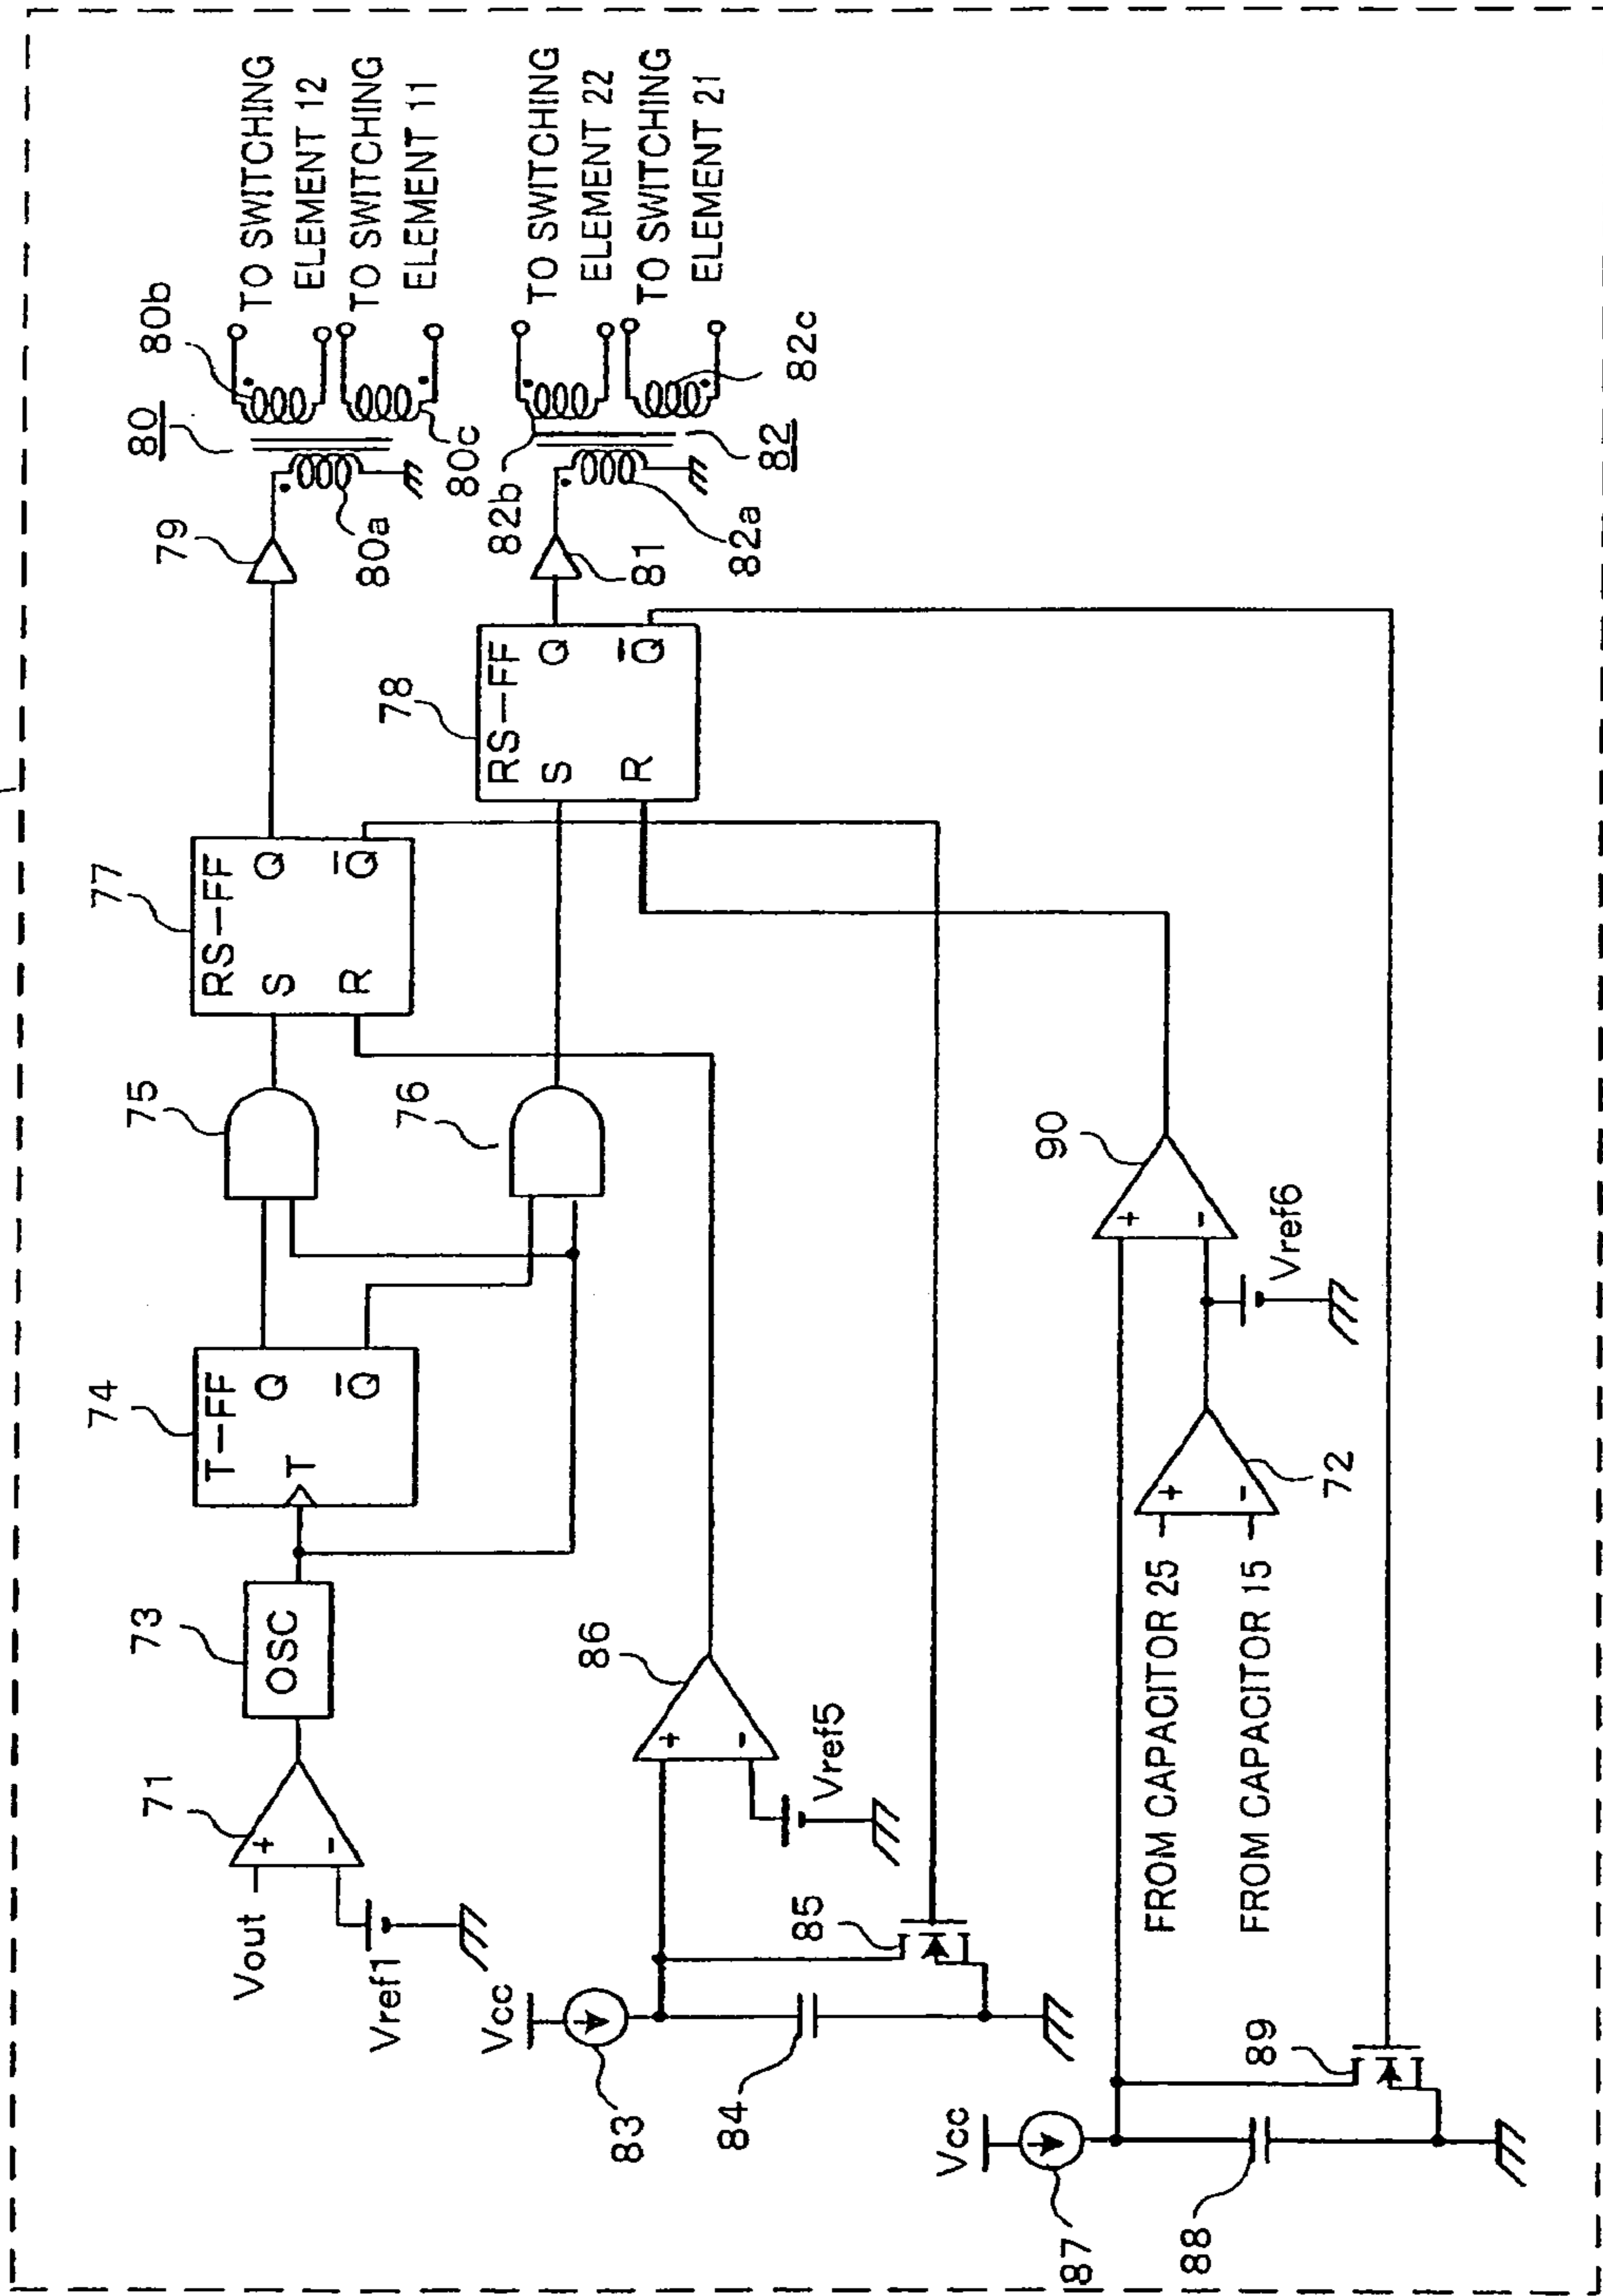 80
80b
TO SWITCHING
ELEMENT 12
TO SWITCHING
ELEMENT 11
79
80a
80c
77
RS-FF
S
Q
R
Q
75
74
T-FF
T
Q
Q
73
OSC
71
+
-
Vout
Vref1
76
78
RS-FF
S
Q
R
Q
82b
TO SWITCHING
ELEMENT 22
TO SWITCHING
ELEMENT 21
81
82a
82
82c
Vcc
83
84
85
86
+
-
Vref5
Vcc
87
88
89
90
+
-
Vref6
FROM CAPACITOR 25
FROM CAPACITOR 15
+
-
72